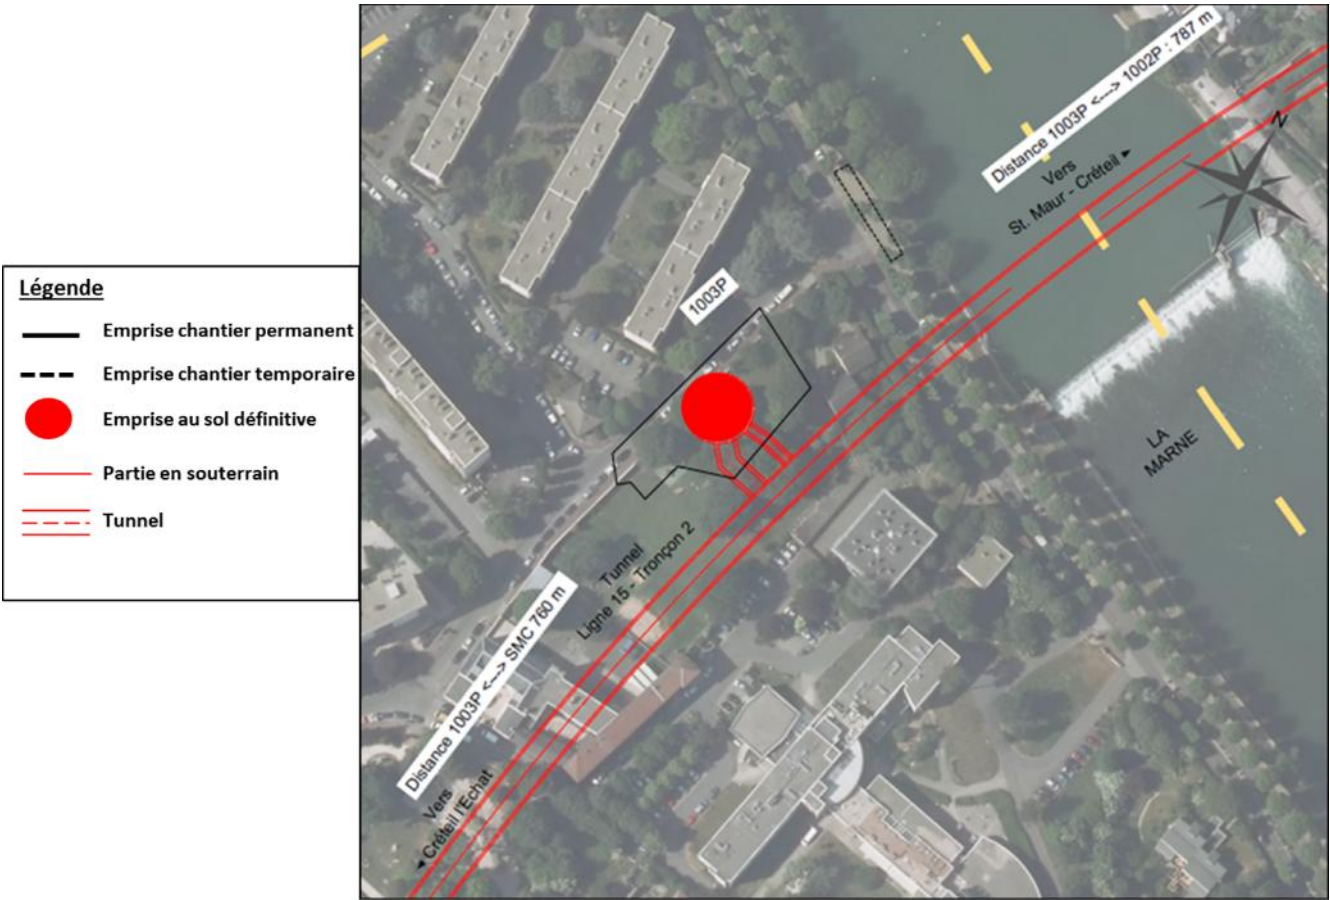 Légende
Emprise chantier permanent
Emprise chantier temporaire
Emprise au sol définitive
Partie en souterrain
Tunnel
Distance 1003P <---> 1002P : 787 m
N
Vers
St. Maur - Créteil ►
1003P
LA
MARNE
Tunnel
Ligne 15 - Tronçon 2
Distance 1003P <---> SMC 760 m
Vers
◄ Créteil l'Echat